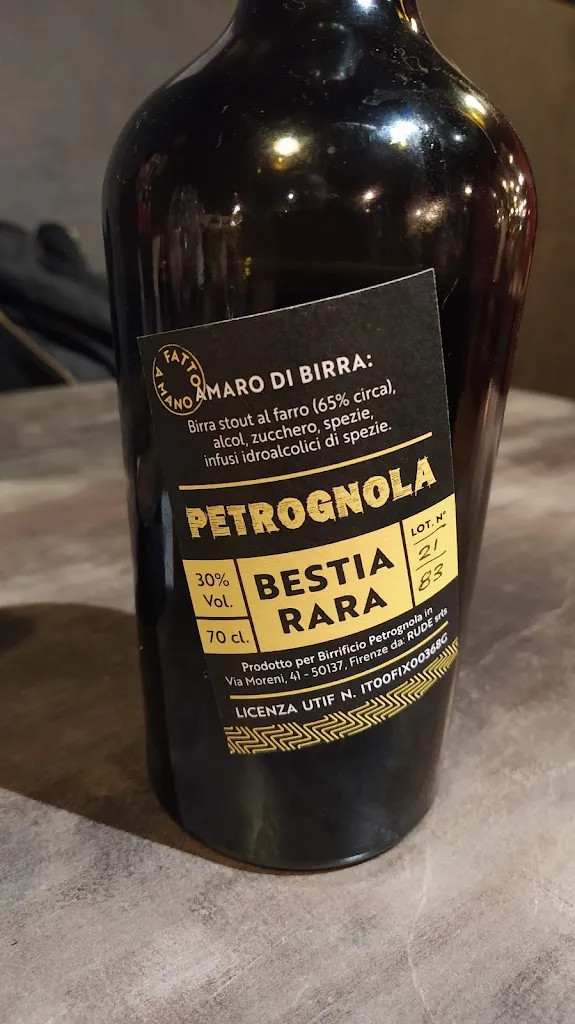 FATTO A MANO
AMARO DI BIRRA:
Birra stout al farro (65% circa),
alcol, zucchero, spezie,
infusi idroalcolici di spezie.
PETROGNOLA
30%
Vol.
70 cl.
BESTIA
RARA
LOT. N°
21
83
Prodotto per Birrificio Petrognola in
Via Moreni, 41 - 50137, Firenze da: RUDE srls
LICENZA UTIF N. IT00FIX00368G